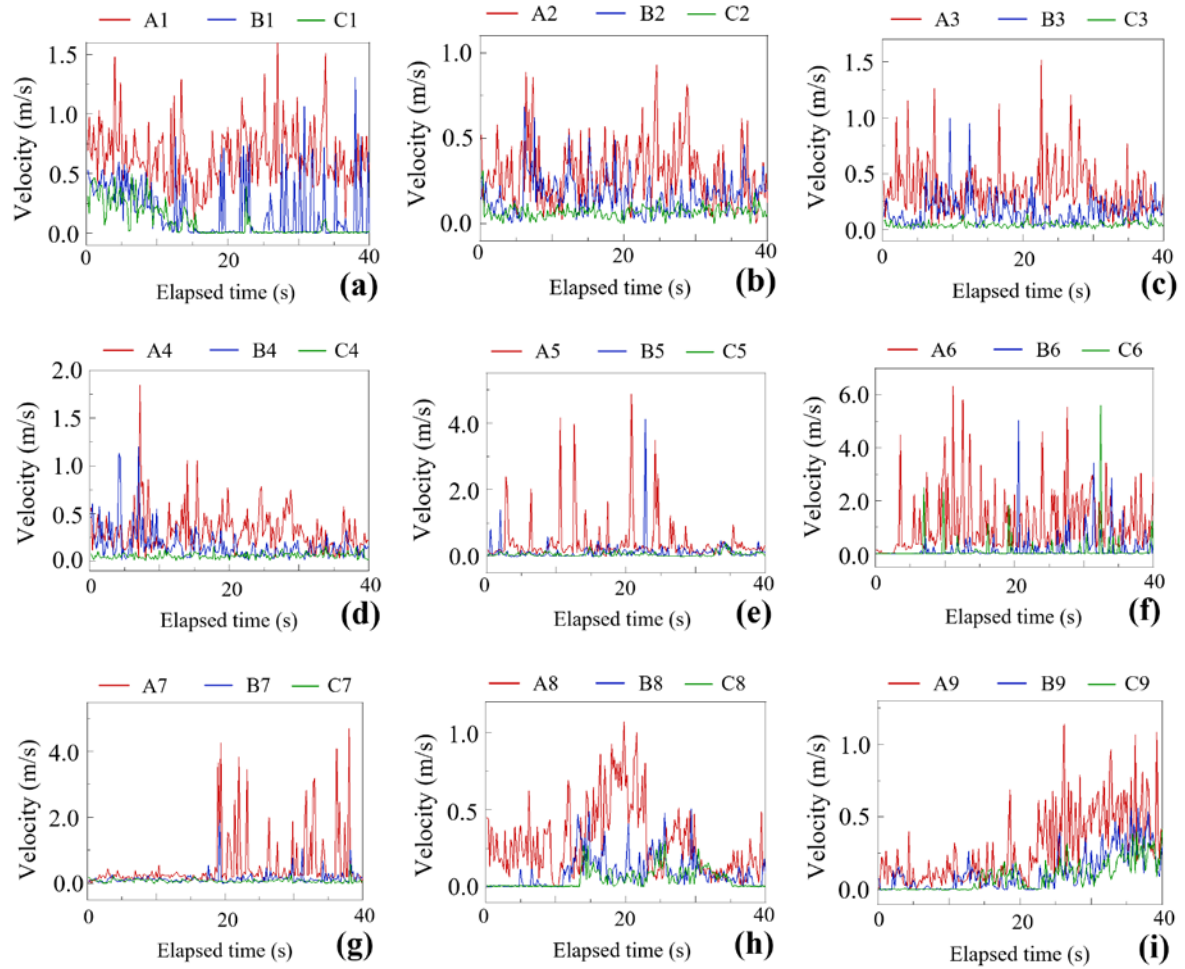 A1 B1 C1
1.5
1.0
0.5
0.0
Velocity (m/s)
0 20 40
Elapsed time (s)
(a)
A2 B2 C2
1.0
0.5
0.0
Velocity (m/s)
0 20 40
Elapsed time (s)
(b)
A3 B3 C3
1.5
1.0
0.5
0.0
Velocity (m/s)
0 20 40
Elapsed time (s)
(c)
A4 B4 C4
2.0
1.5
1.0
0.5
0.0
Velocity (m/s)
0 20 40
Elapsed time (s)
(d)
A5 B5 C5
4.0
2.0
0.0
Velocity (m/s)
0 20 40
Elapsed time (s)
(e)
A6 B6 C6
6.0
4.0
2.0
0.0
Velocity (m/s)
0 20 40
Elapsed time (s)
(f)
A7 B7 C7
4.0
2.0
0.0
Velocity (m/s)
0 20 40
Elapsed time (s)
(g)
A8 B8 C8
1.0
0.5
0.0
Velocity (m/s)
0 20 40
Elapsed time (s)
(h)
A9 B9 C9
1.0
0.5
0.0
Velocity (m/s)
0 20 40
Elapsed time (s)
(i)